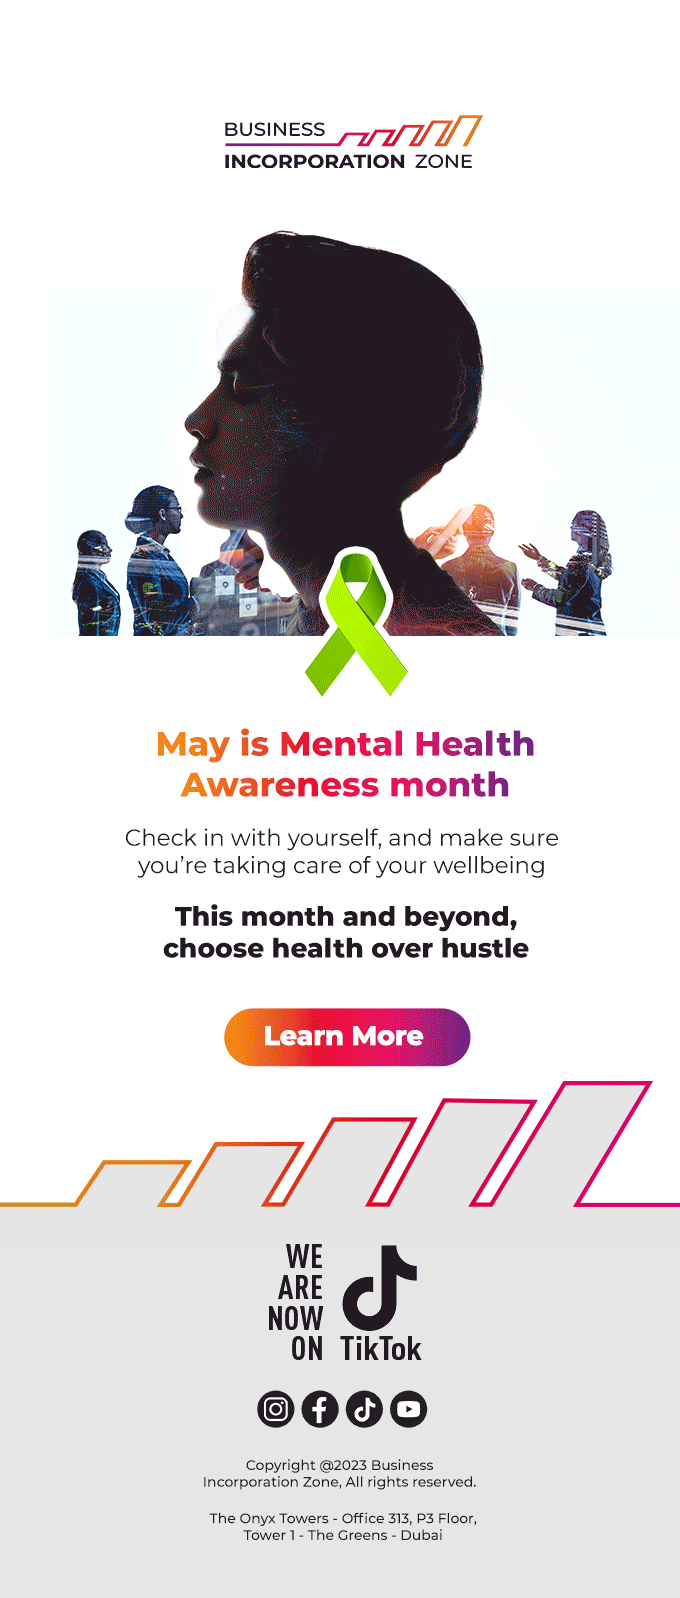 BUSINESS
INCORPORATION ZONE
May is Mental Health
Awareness month
Check in with yourself, and make sure
you're taking care of your wellbeing
This month and beyond,
choose health over hustle
Learn More
WE
ARE
NOW
ON
TikTok
Copyright @2023 Business
Incorporation Zone, All rights reserved.
The Onyx Towers - Office 313, P3 Floor,
Tower 1 - The Greens - Dubai